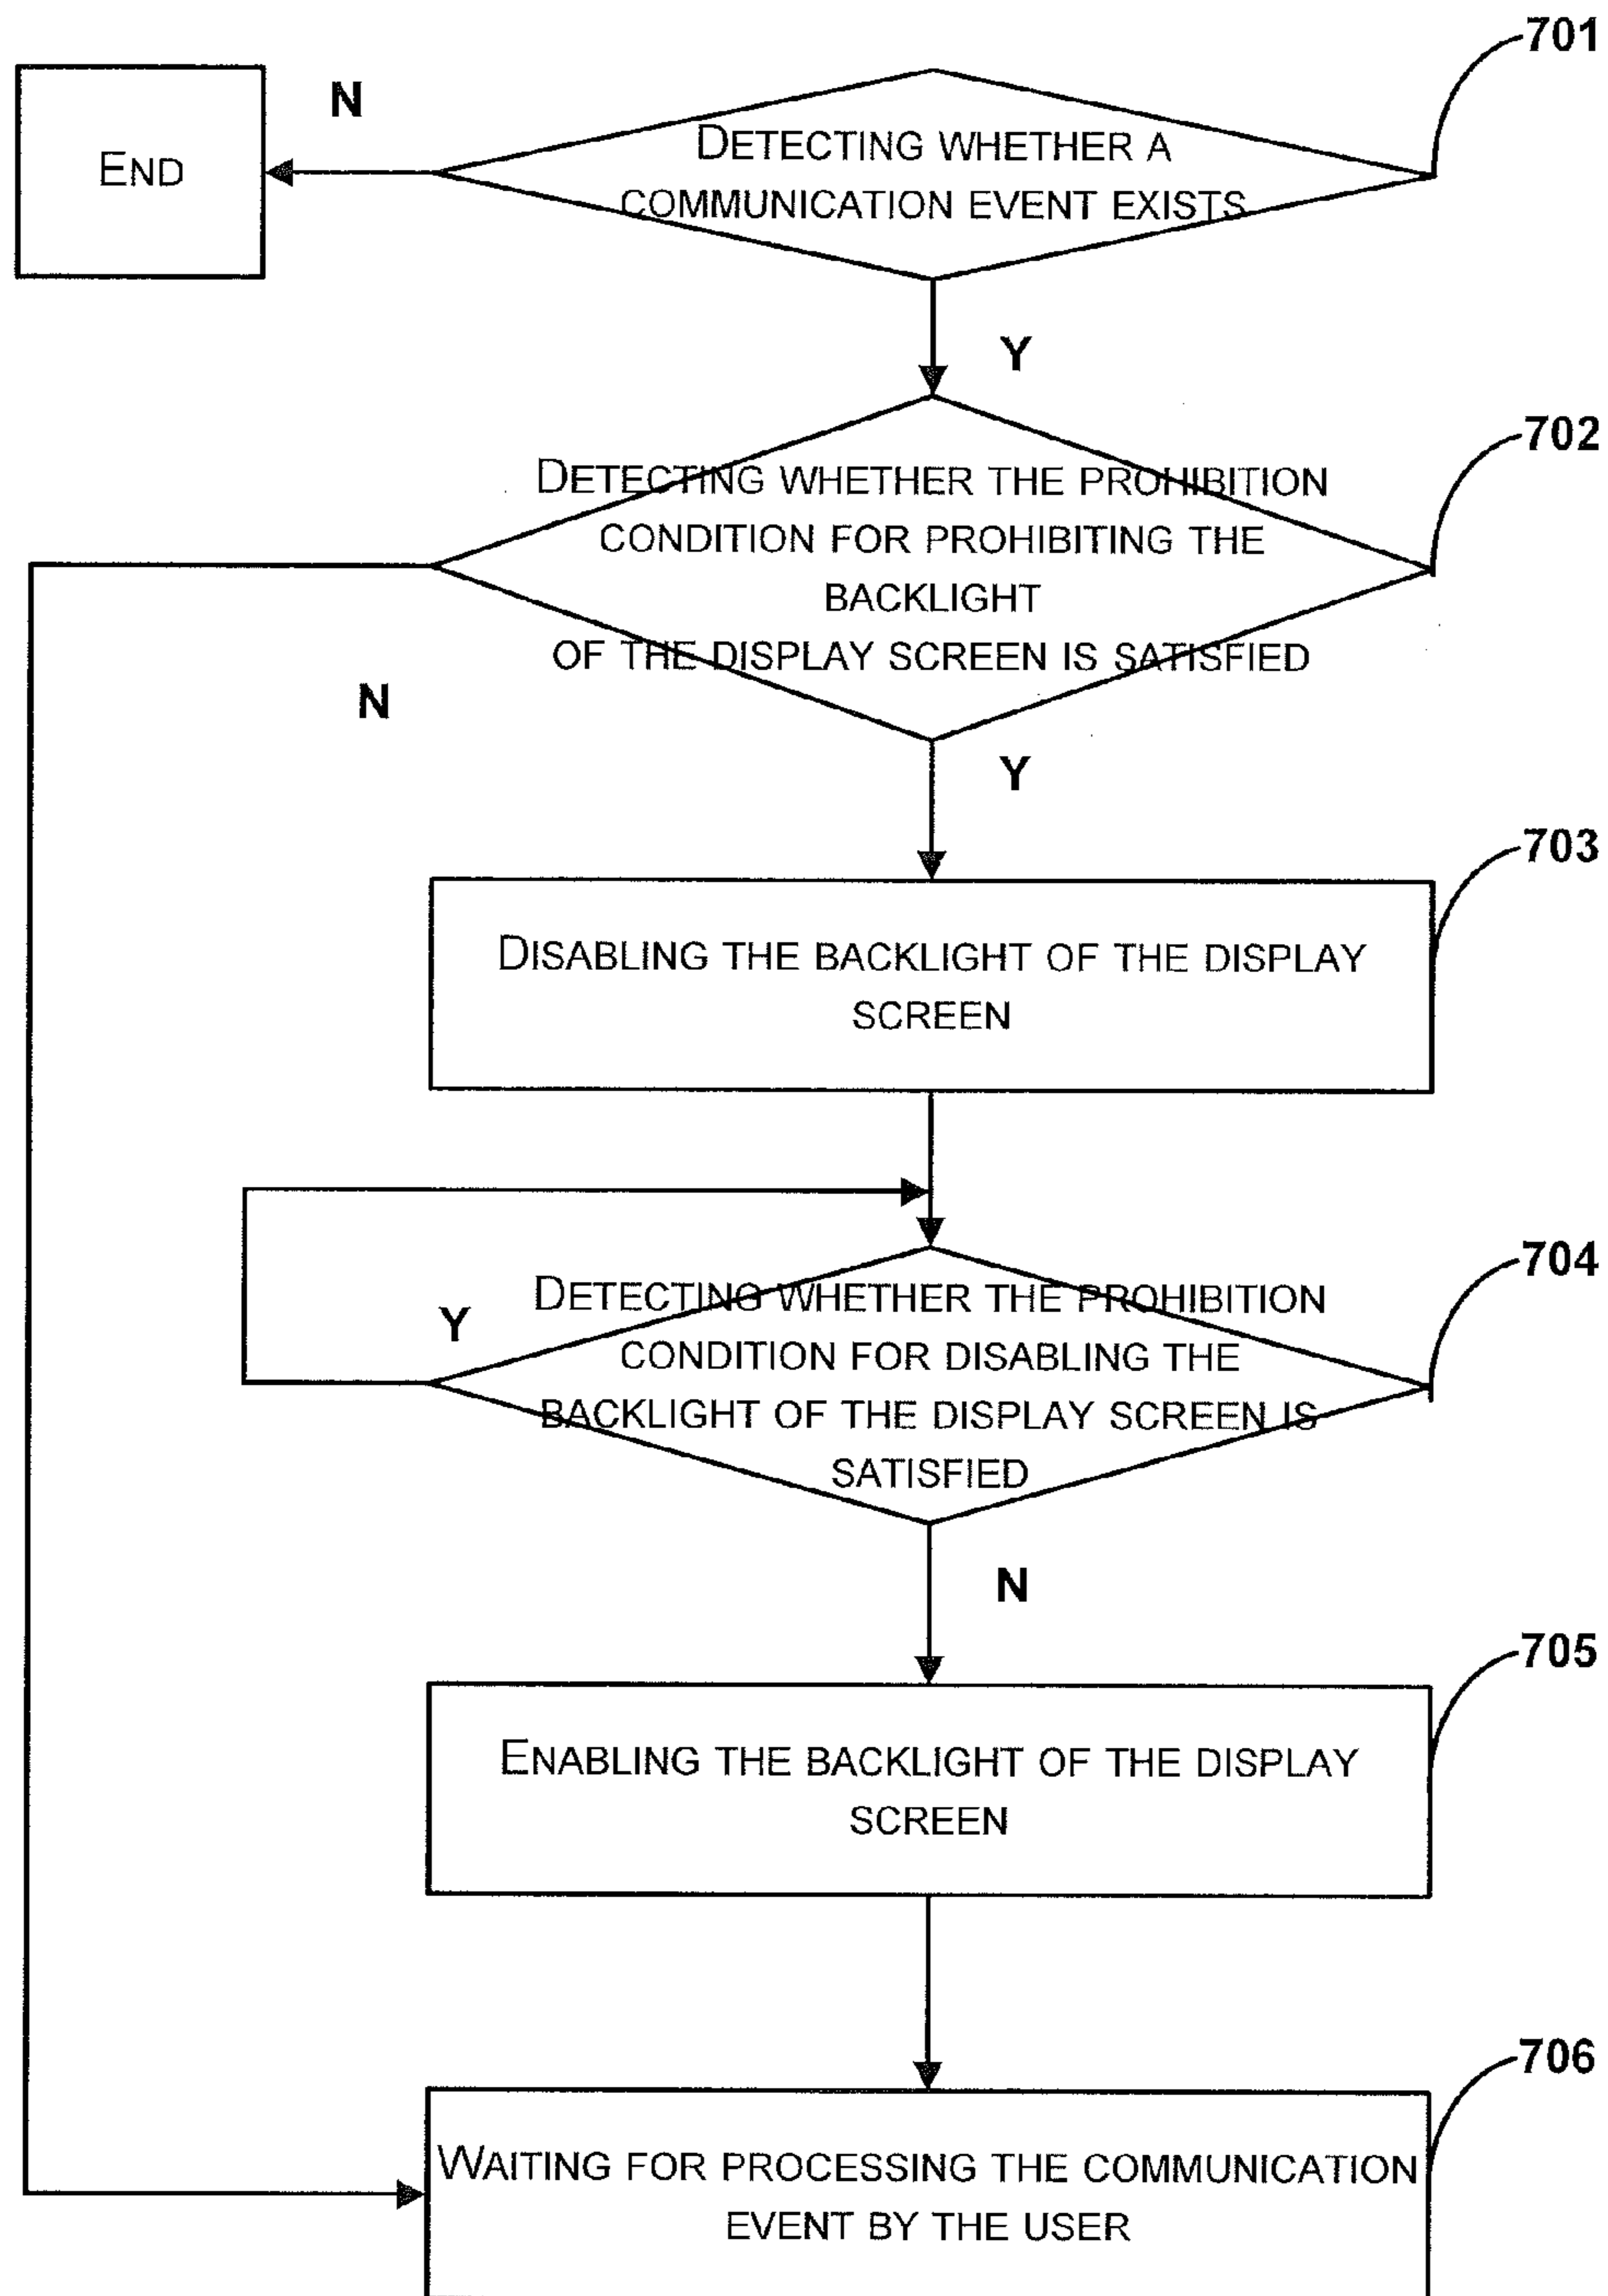 701
END
N
DETECTING WHETHER A
COMMUNICATION EVENT EXISTS
Y
702
DETECTING WHETHER THE PROHIBITION
CONDITION FOR PROHIBITING THE
BACKLIGHT
OF THE DISPLAY SCREEN IS SATISFIED
N
Y
703
DISABLING THE BACKLIGHT OF THE DISPLAY
SCREEN
704
Y
DETECTING WHETHER THE PROHIBITION
CONDITION FOR DISABLING THE
BACKLIGHT OF THE DISPLAY SCREEN IS
SATISFIED
N
705
ENABLING THE BACKLIGHT OF THE DISPLAY
SCREEN
706
WAITING FOR PROCESSING THE COMMUNICATION
EVENT BY THE USER